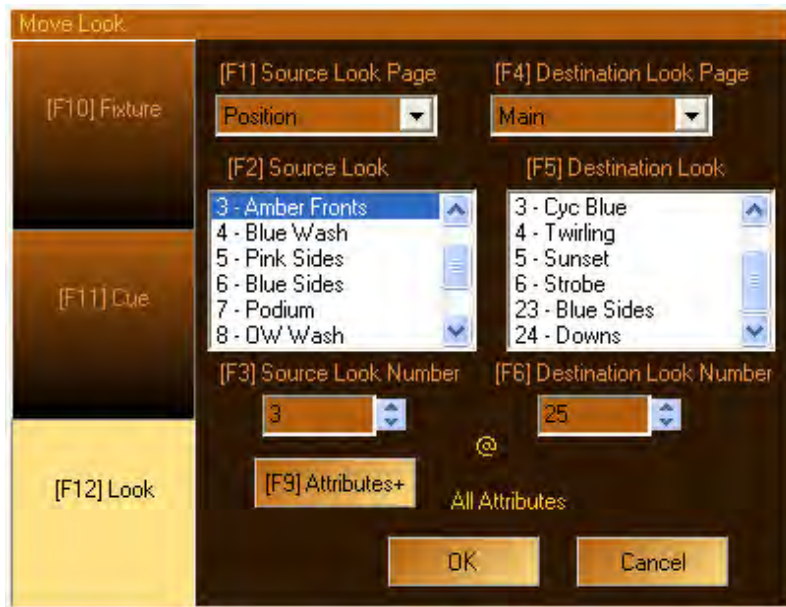 Move Look
[F10] Fixture
[F11] Cue
[F12] Look
[F1] Source Look Page
Position
[F4] Destination Look Page
Main
[F2] Source Look
3 - Amber Fronts
4 - Blue Wash
5 - Pink Sides
6 - Blue Sides
7 - Podium
8 - OW Wash
[F5] Destination Look
3 - Cyc Blue
4 - Twirling
5 - Sunset
6 - Strobe
23 - Blue Sides
24 - Downs
[F3] Source Look Number
3
[F6] Destination Look Number
25
@
[F9] Attributes+
All Attributes
OK
Cancel